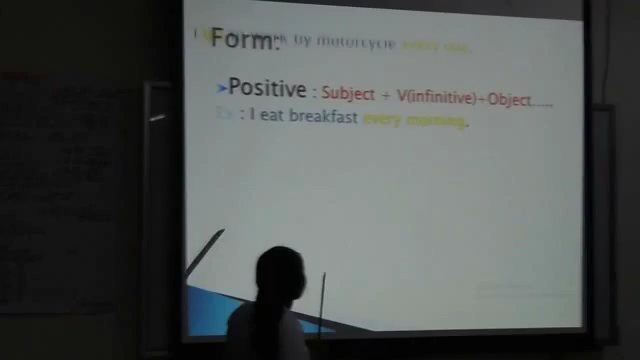 Form:
by motorcycle every day
➤Positive : Subject + V(infinitive)+Object.....
Ex : I eat breakfast every morning.